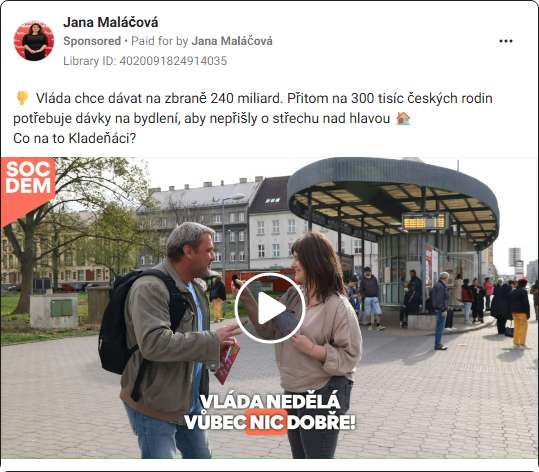 Jana Maláčová
Sponsored • Paid for by Jana Maláčová
Library ID: 4020091824914035
👎 Vláda chce dávat na zbraně 240 miliard. Přitom na 300 tisíc českých rodin
potřebuje dávky na bydlení, aby nepřišly o střechu nad hlavou 🏠
Co na to Kladeňáci?
SOC
DEM
VLÁDA NEDĚLÁ
VŮBEC NIC DOBŘE!